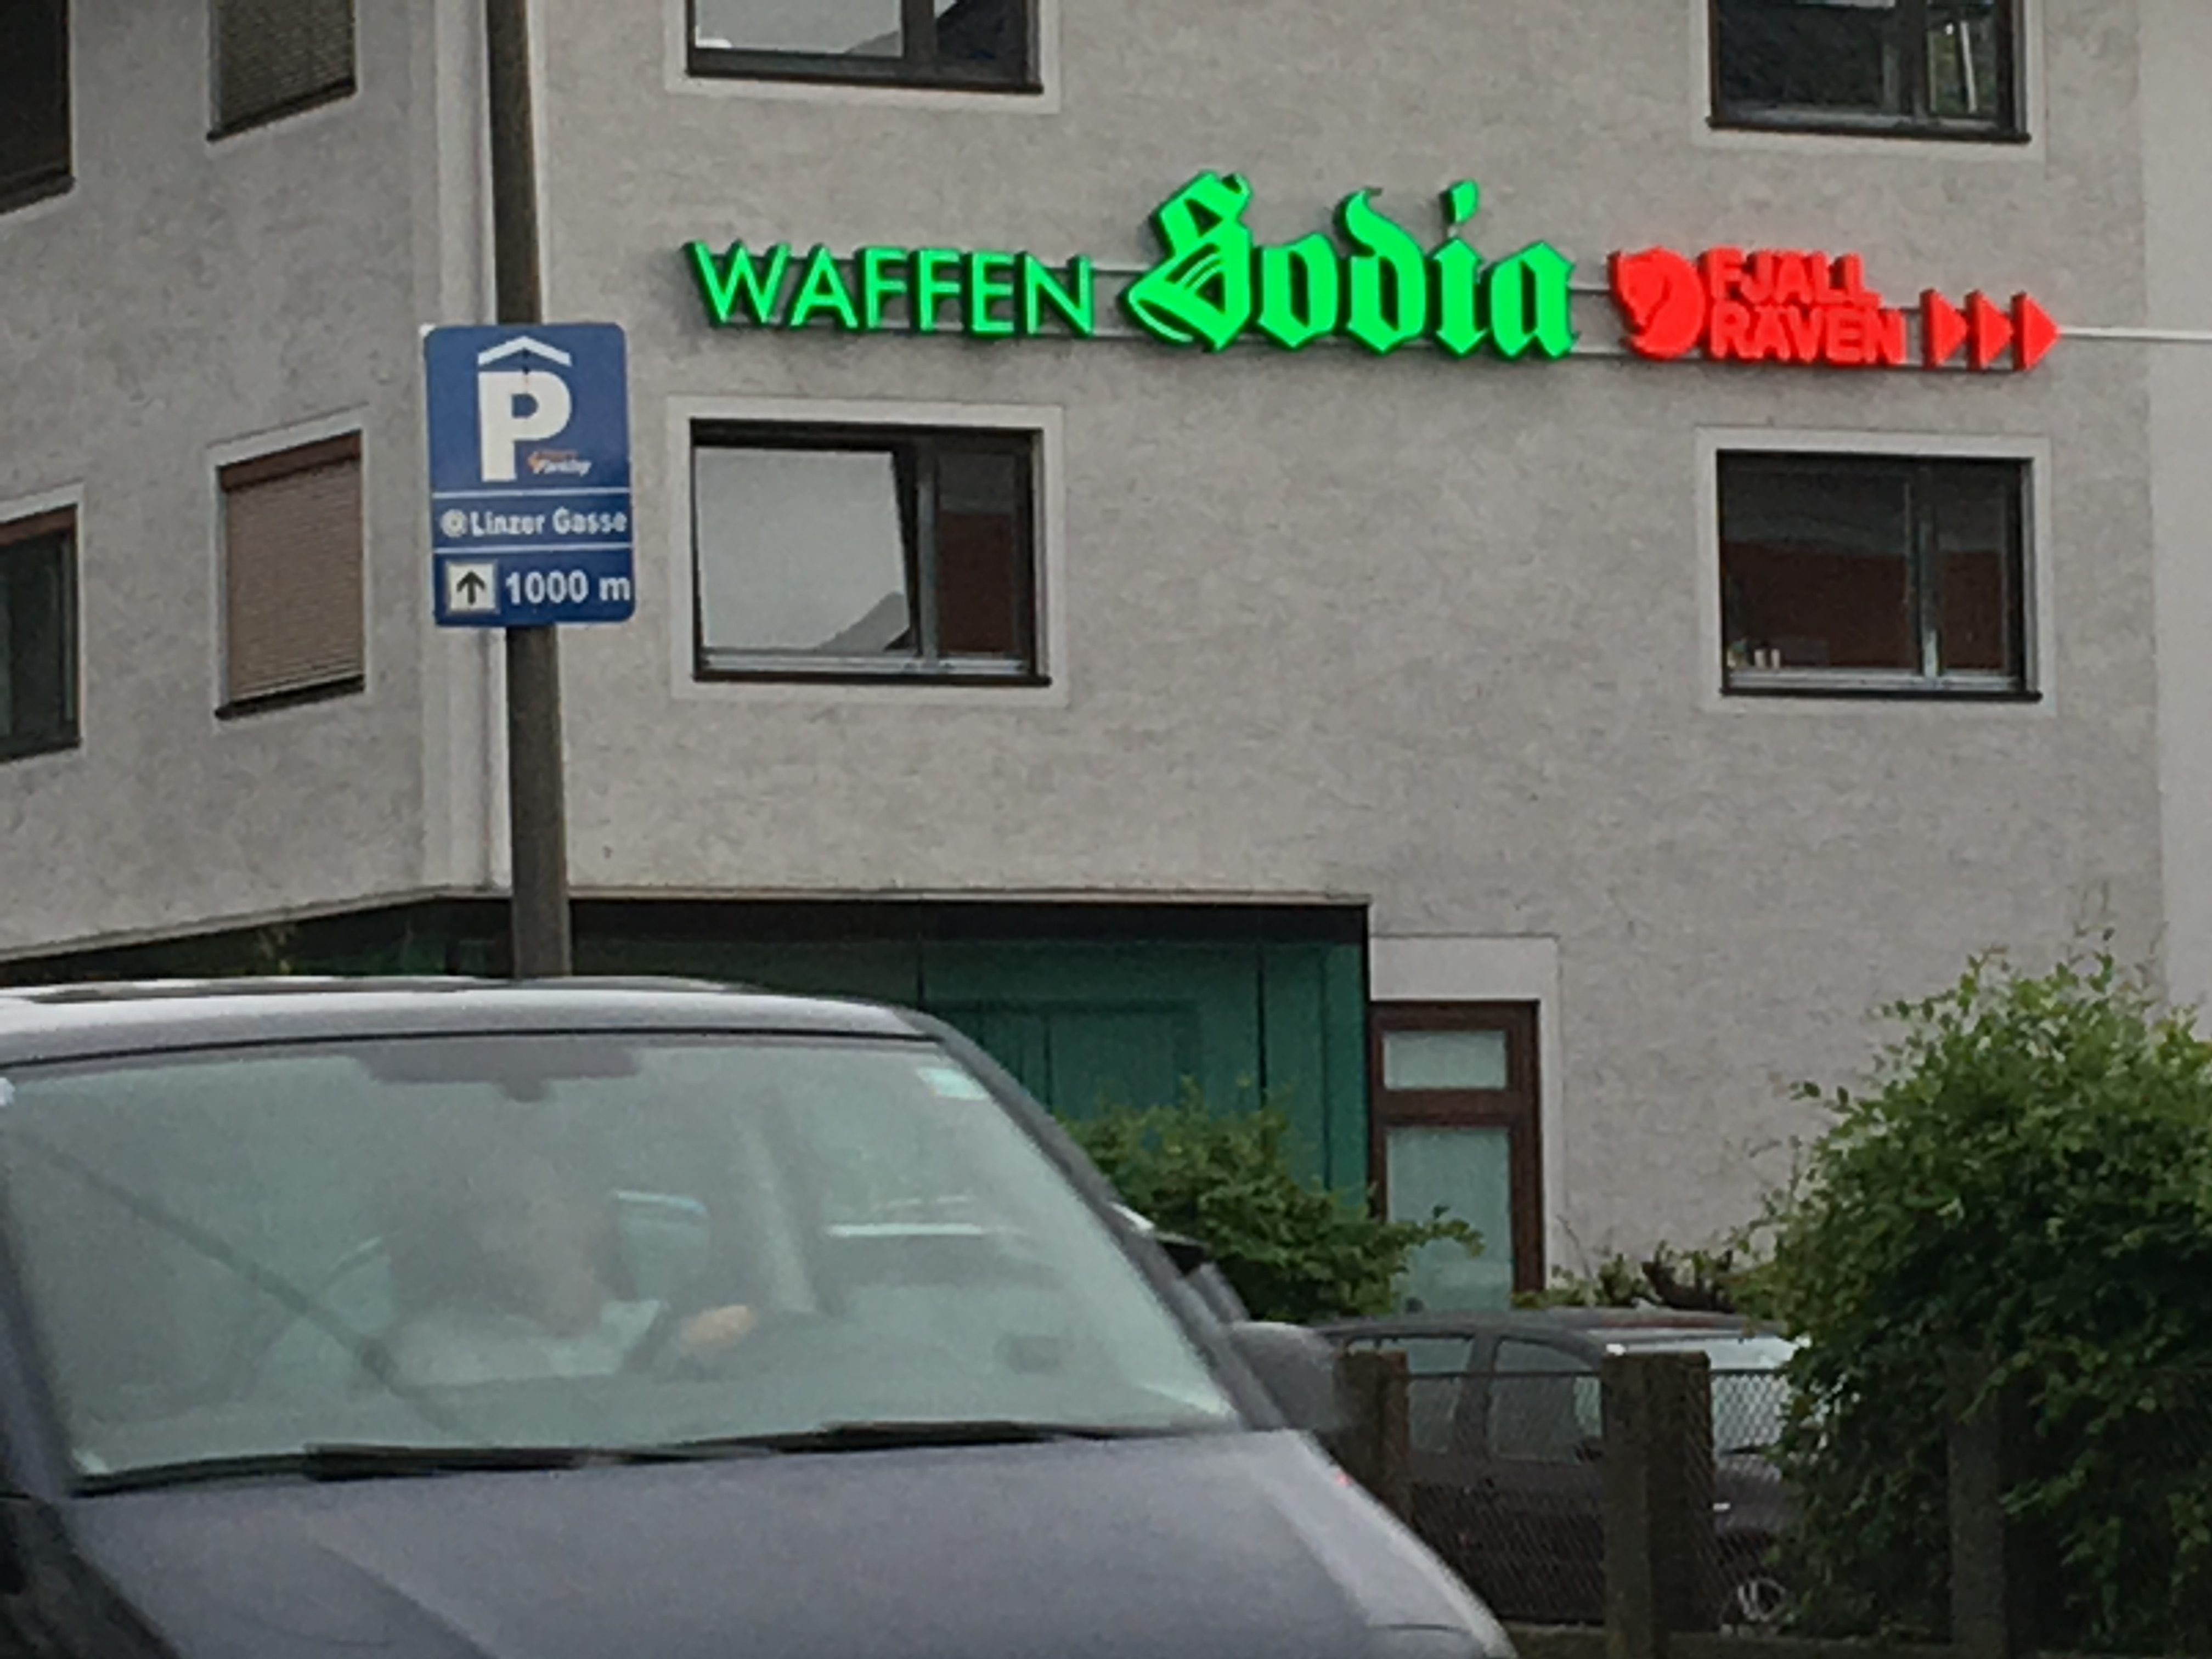 WAFFEN Sodia FJALL
RAVEN
P
@Linzer Gasse
1000 m